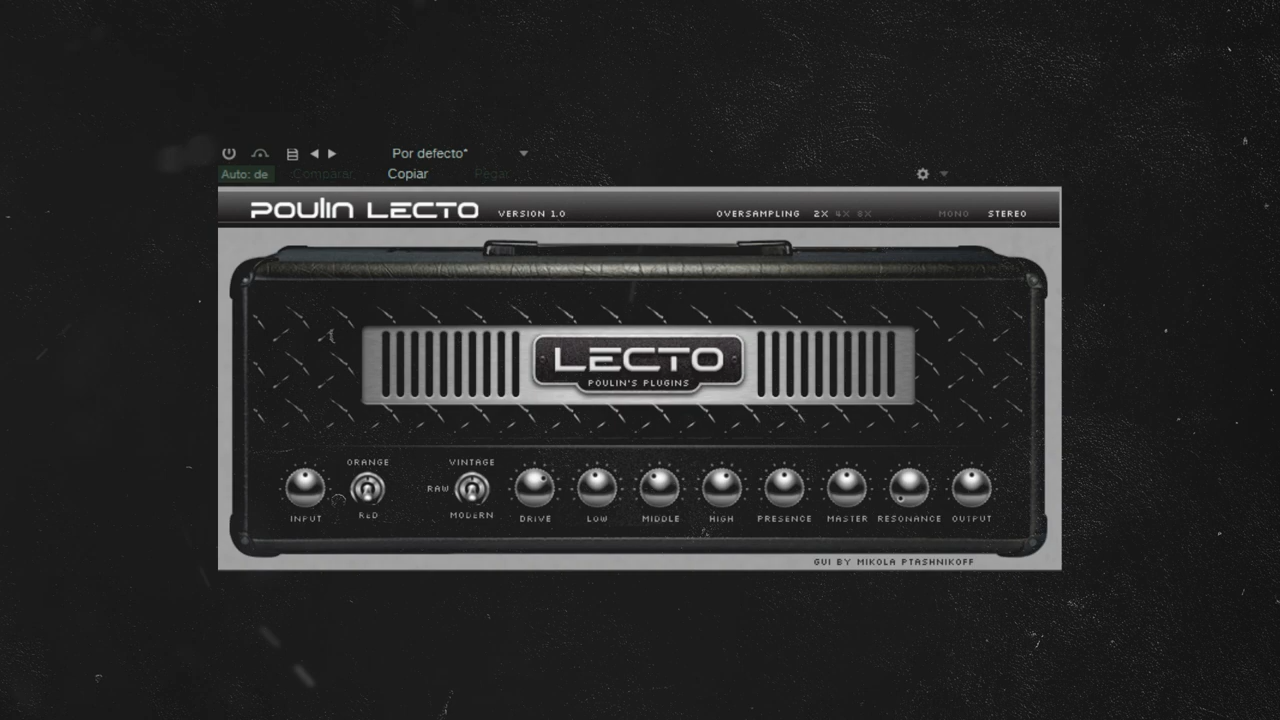 Por defecto*
Auto: de Comparar Copiar Pegar
POULIN LECTO VERSION 1.0 OVERSAMPLING 2X 4X 8X MONO STEREO
LECTO
POULIN'S PLUGINS
ORANGE VINTAGE
RAW
INPUT RED MODERN DRIVE LOW MIDDLE HIGH PRESENCE MASTER RESONANCE OUTPUT
GUI BY MIKOLA PTASHNIKOFF